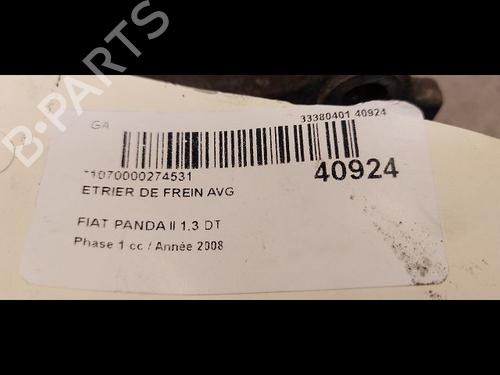 B-PARTS
GA
33380401 40924
*1070000274531
40924
ETRIER DE FREIN AVG
FIAT PANDA II 1.3 DT
Phase 1 cc / Année 2008